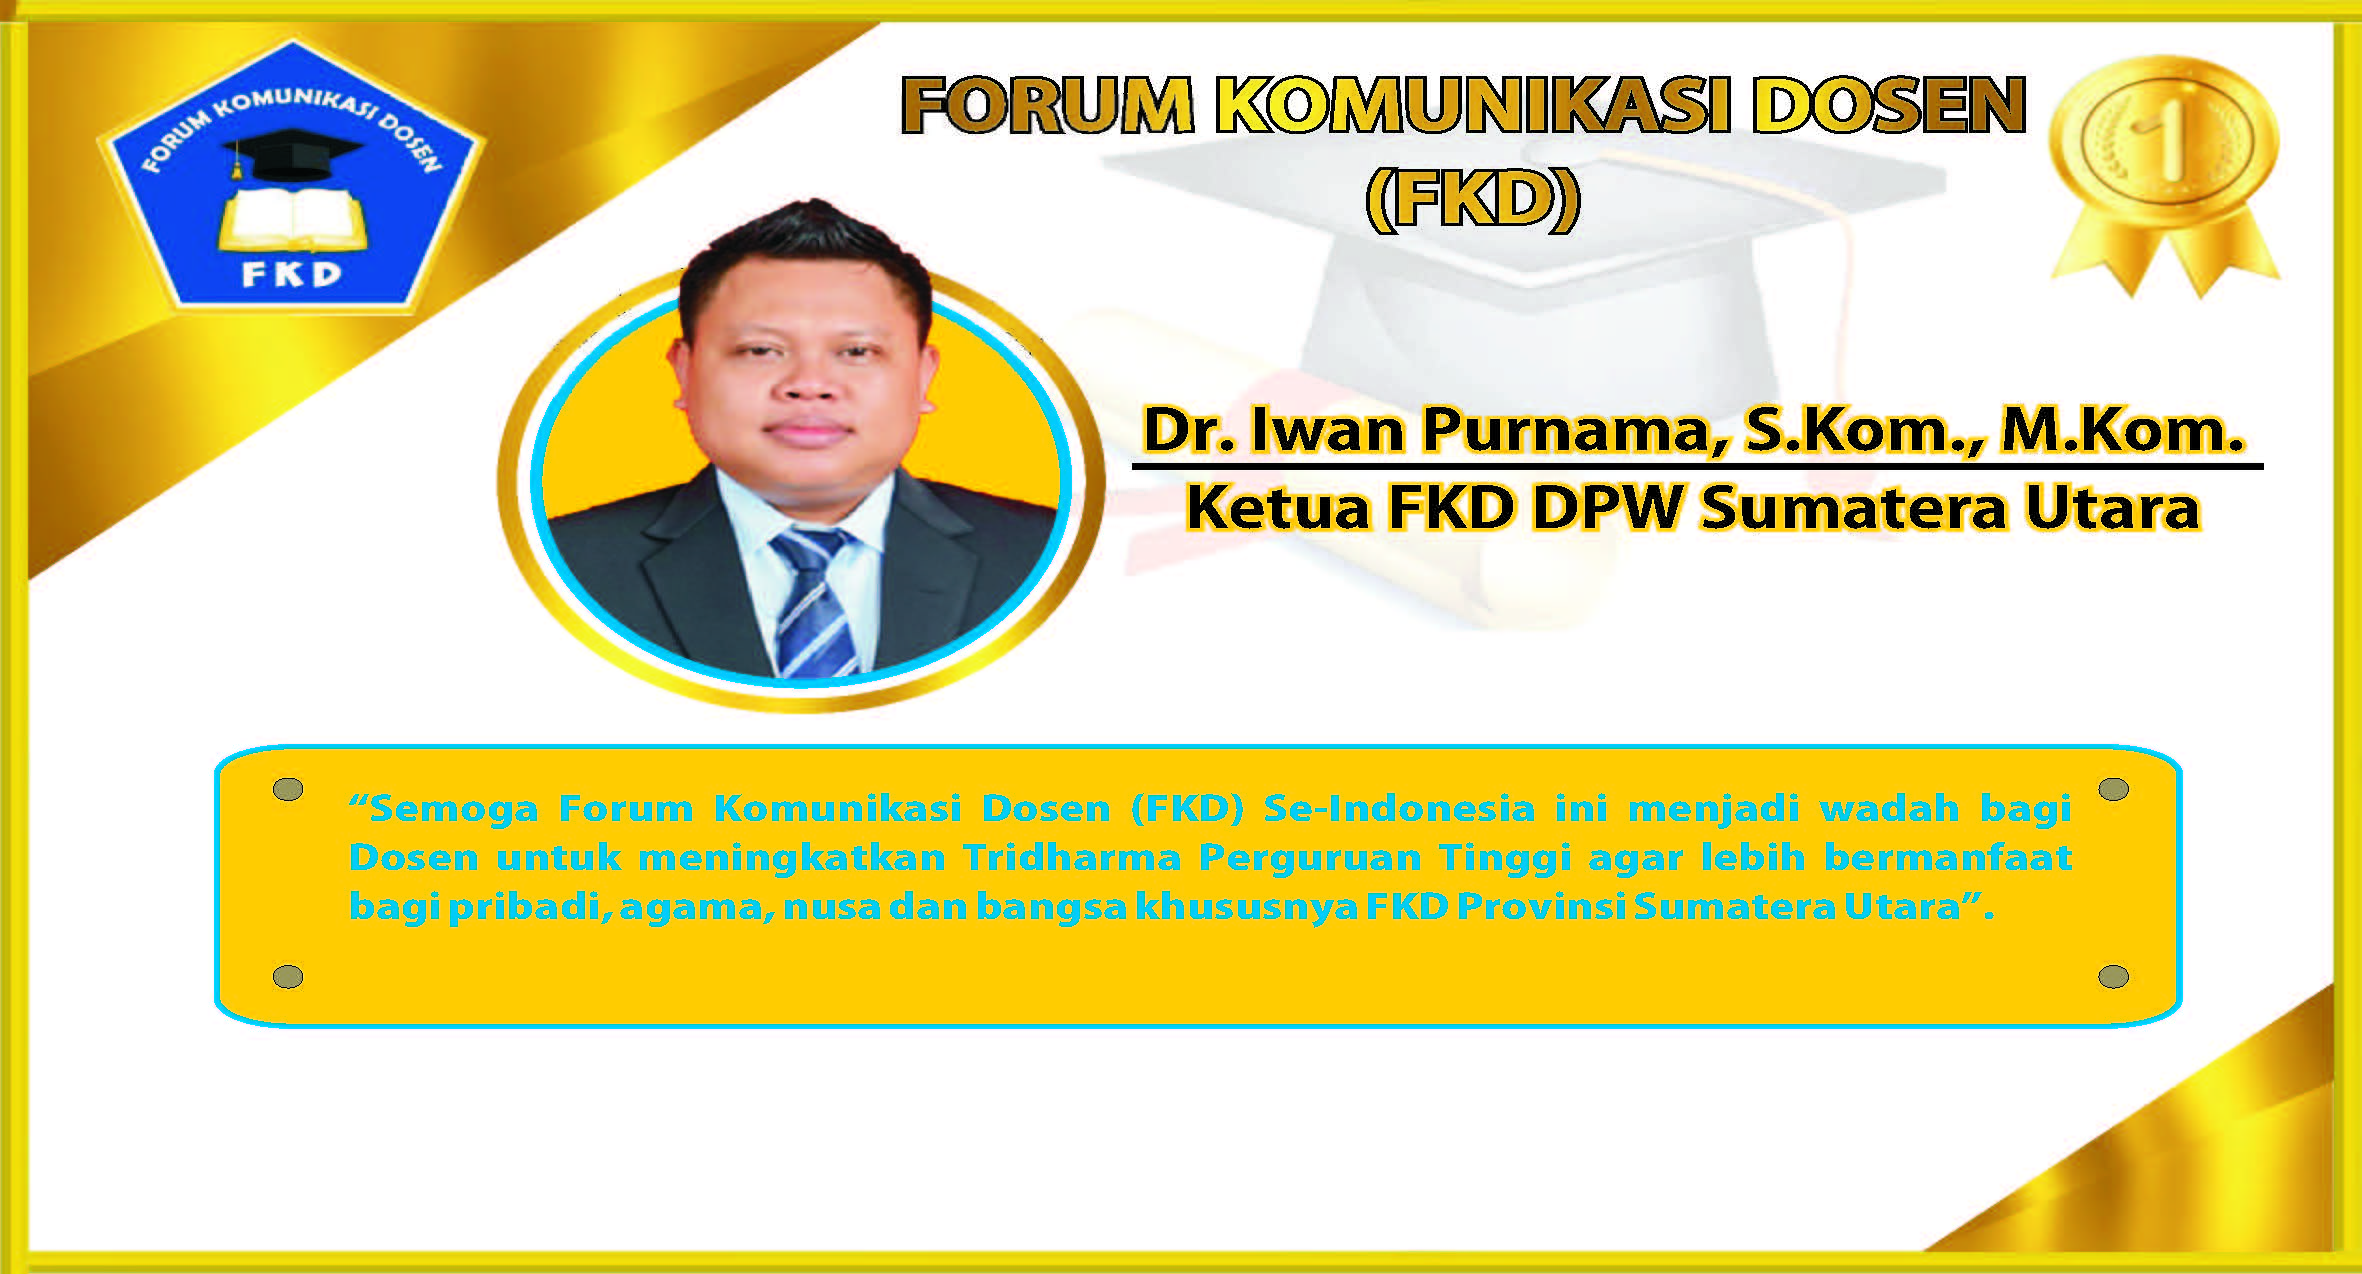 FORUM KOMUNIKASI DOSEN
FKD
FORUM KOMUNIKASI DOSEN
(FKD)
1
Dr. Iwan Purnama, S.Kom., M.Kom.
Ketua FKD DPW Sumatera Utara
“Semoga Forum Komunikasi Dosen (FKD) Se-Indonesia ini menjadi wadah bagi
Dosen untuk meningkatkan Tridharma Perguruan Tinggi agar lebih bermanfaat
bagi pribadi, agama, nusa dan bangsa khususnya FKD Provinsi Sumatera Utara”.